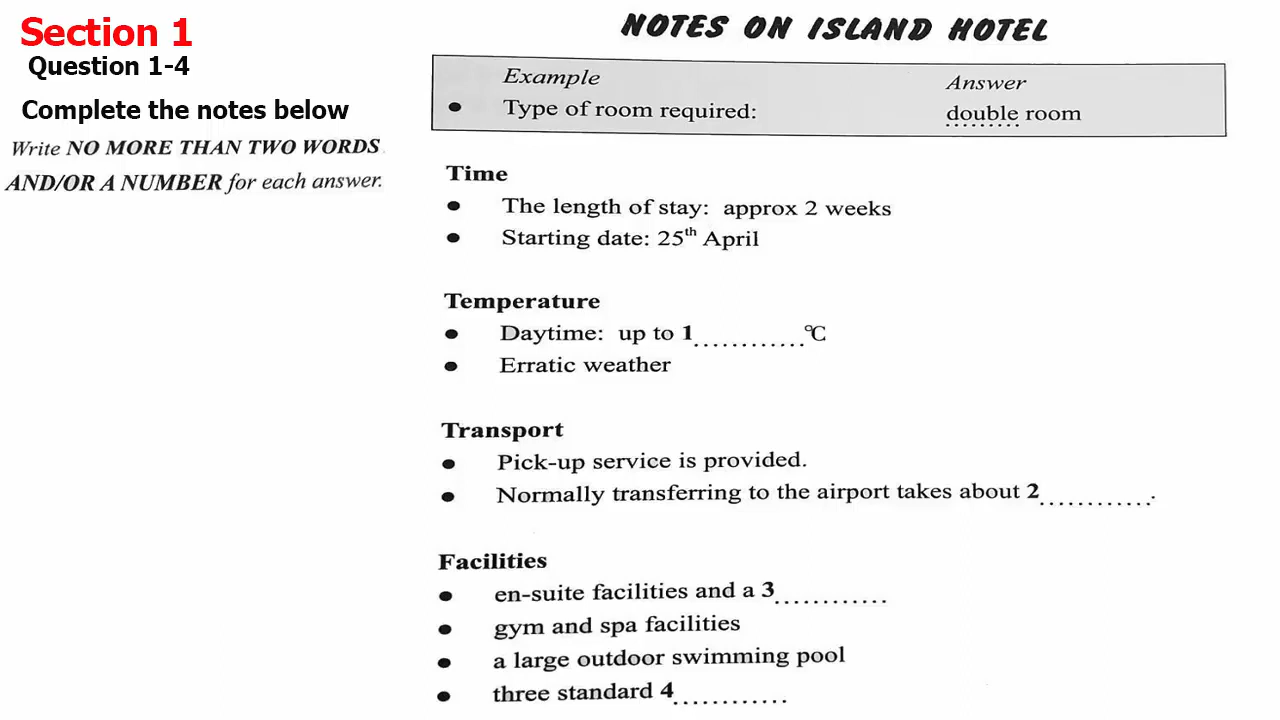 Section 1
Question 1-4
Complete the notes below
Write NO MORE THAN TWO WORDS
AND/OR A NUMBER for each answer.
NOTES ON ISLAND HOTEL
Example Answer
● Type of room required: double room
Time
● The length of stay: approx 2 weeks
● Starting date: 25th April
Temperature
● Daytime: up to 1............℃
● Erratic weather
Transport
● Pick-up service is provided.
● Normally transferring to the airport takes about 2.............
Facilities
● en-suite facilities and a 3............
● gym and spa facilities
● a large outdoor swimming pool
● three standard 4............